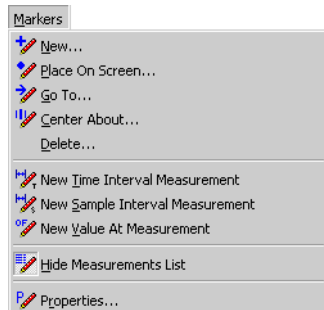 Markers
New...
Place On Screen...
Go To...
Center About...
Delete...
New Time Interval Measurement
New Sample Interval Measurement
New Value At Measurement
Hide Measurements List
Properties...